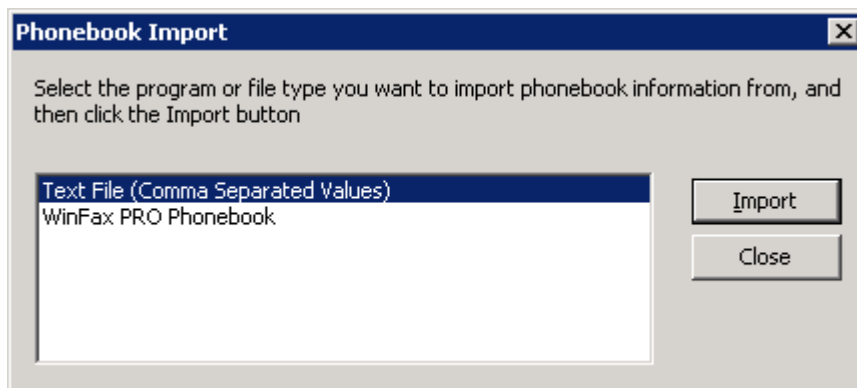 Phonebook Import
Select the program or file type you want to import phonebook information from, and
then click the Import button
Text File (Comma Separated Values)
WinFax PRO Phonebook
Import
Close